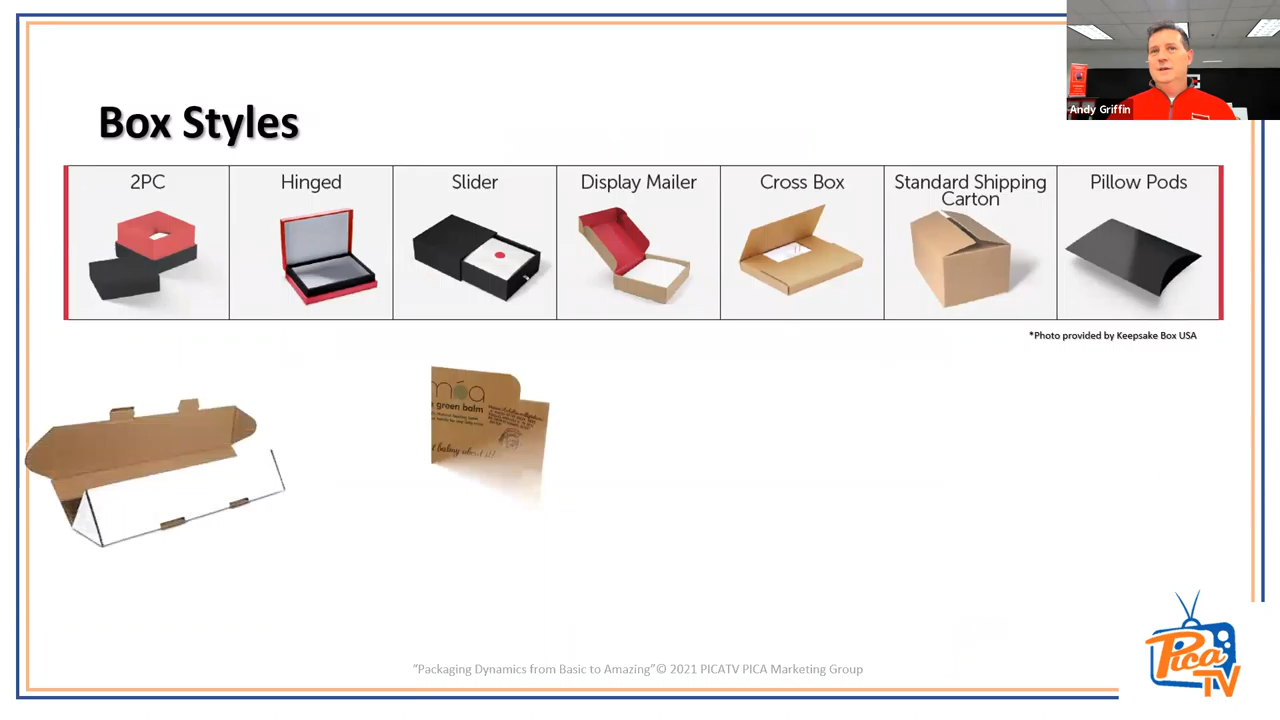 Andy Griffin
Box Styles
2PC
Hinged
Slider
Display Mailer
Cross Box
Standard Shipping
Carton
Pillow Pods
*Photo provided by Keepsake Box USA
móa
green balm
“Packaging Dynamics from Basic to Amazing”© 2021 PICATV PICA Marketing Group
Pica
TV